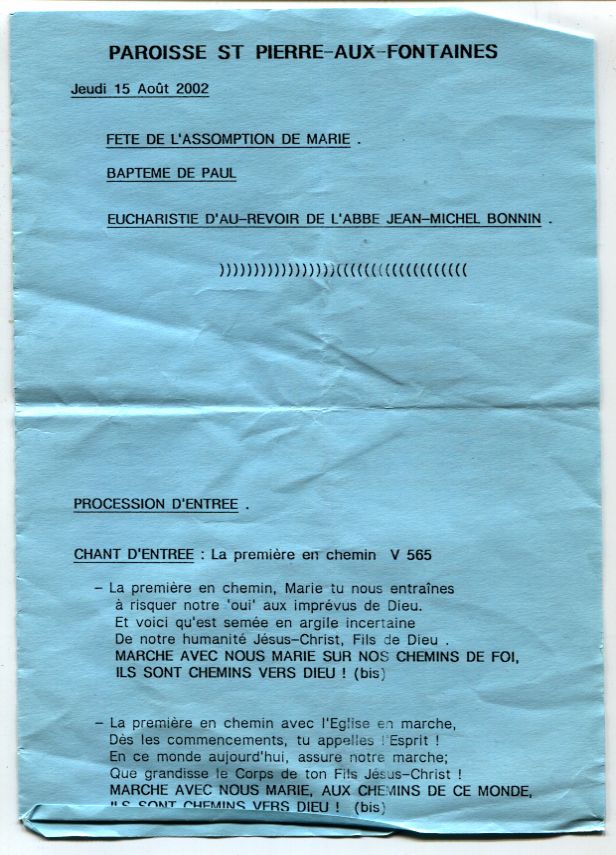 PAROISSE ST PIERRE-AUX-FONTAINES
Jeudi 15 Août 2002
FETE DE L'ASSOMPTION DE MARIE .
BAPTEME DE PAUL
EUCHARISTIE D'AU-REVOIR DE L'ABBE JEAN-MICHEL BONNIN .
)))))))))))))))))(((((((((((((((((((
PROCESSION D'ENTREE .
CHANT D'ENTREE : La première en chemin V 565
- La première en chemin, Marie tu nous entraînes
à risquer notre 'oui' aux imprévus de Dieu.
Et voici qu'est semée en argile incertaine
De notre humanité Jésus-Christ, Fils de Dieu .
MARCHE AVEC NOUS MARIE SUR NOS CHEMINS DE FOI,
ILS SONT CHEMINS VERS DIEU ! (bis)
- La première en chemin avec l'Eglise en marche,
Dès les commencements, tu appelles l'Esprit !
En ce monde aujourd'hui, assure notre marche;
Que grandisse le Corps de ton Fils Jésus-Christ !
MARCHE AVEC NOUS MARIE, AUX CHEMINS DE CE MONDE,
ILS SONT CHEMINS VERS DIEU ! (bis)